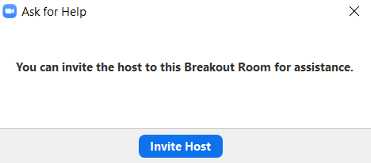 Ask for Help
You can invite the host to this Breakout Room for assistance.
Invite Host